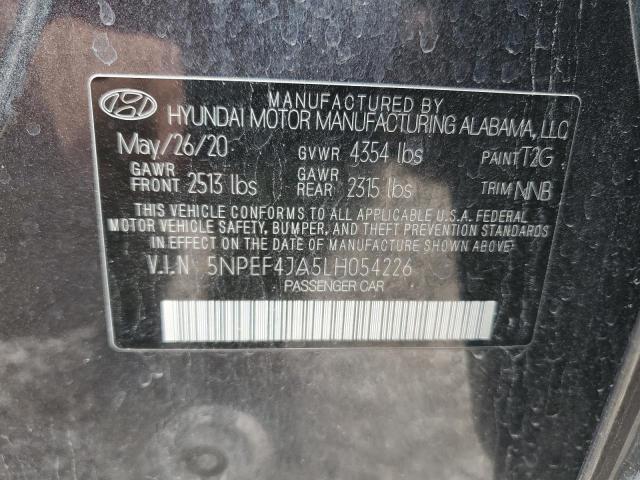 MANUFACTURED BY
HYUNDAI MOTOR MANUFACTURING ALABAMA, LLC
May/26/20 GVWR 4354 lbs PAINT T2G
GAWR FRONT 2513 lbs GAWR REAR 2315 lbs TRIM NNB
THIS VEHICLE CONFORMS TO ALL APPLICABLE U.S.A. FEDERAL
MOTOR VEHICLE SAFETY, BUMPER, AND THEFT PREVENTION
STANDARDS IN EFFECT ON THE DATE OF MANUFACTURE SHOWN ABOVE.
V.I.N 5NPEF4JA5LH054226
PASSENGER CAR